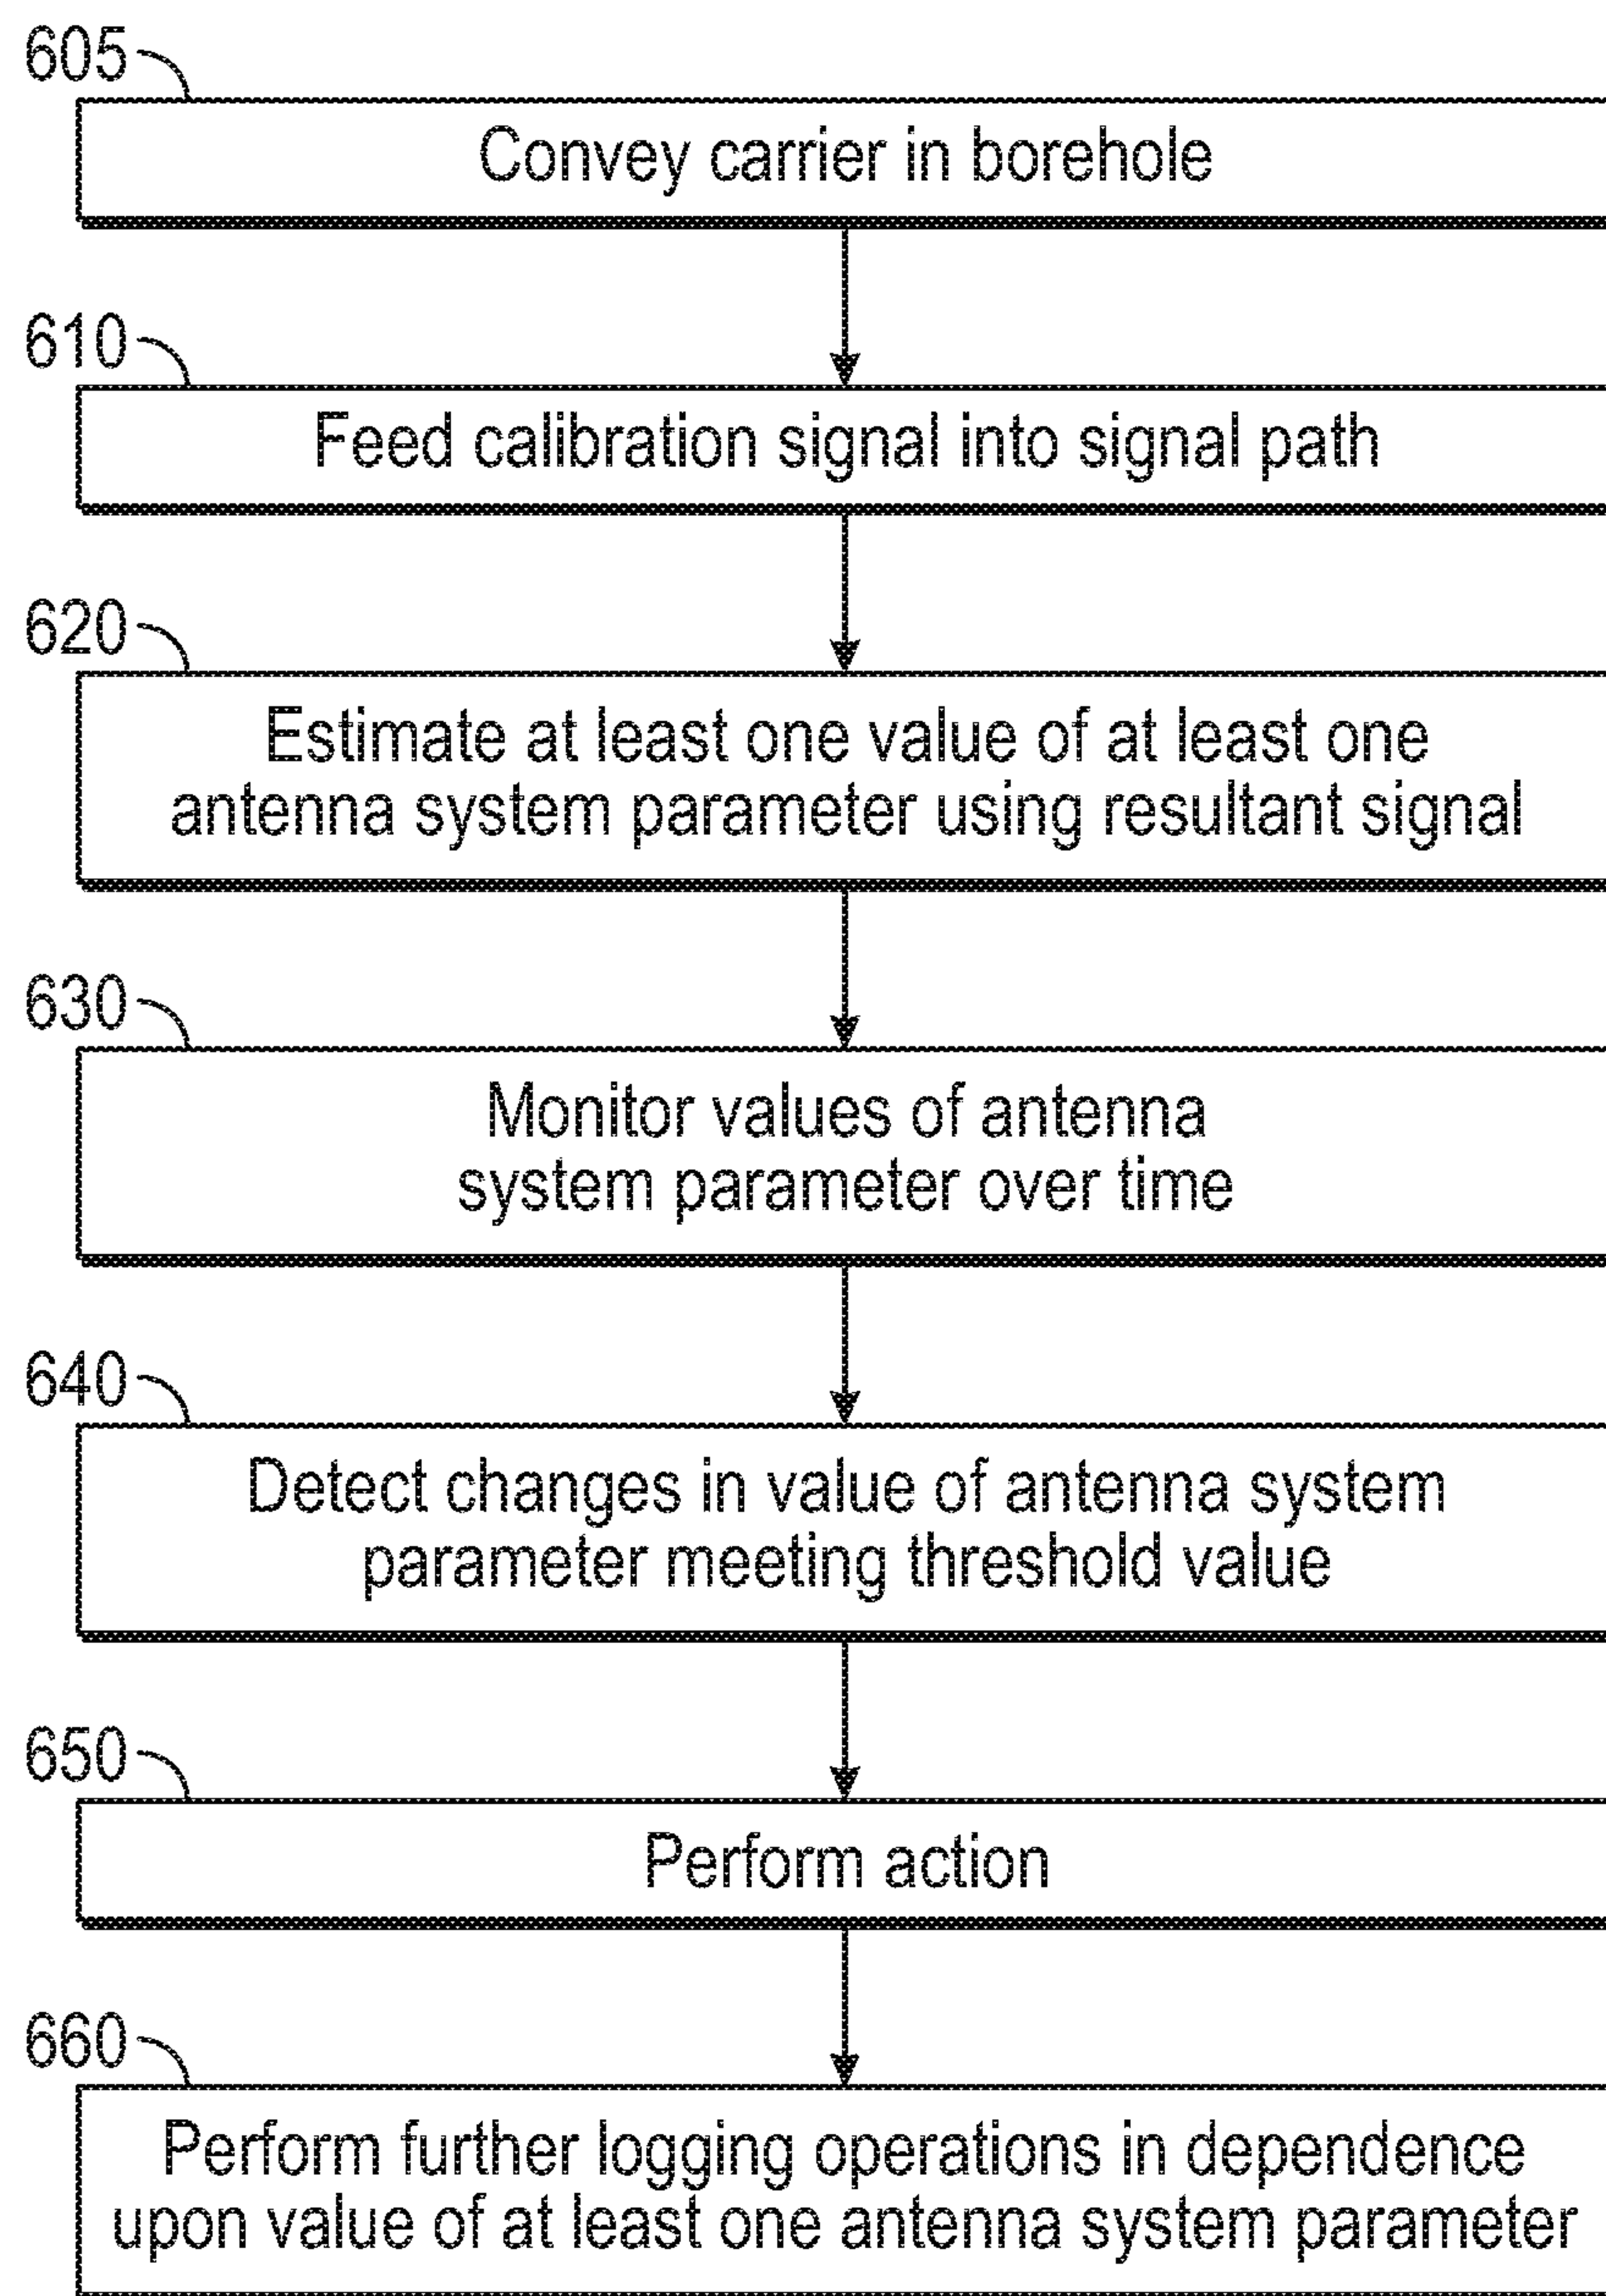 605
Convey carrier in borehole
610
Feed calibration signal into signal path
620
Estimate at least one value of at least one
antenna system parameter using resultant signal
630
Monitor values of antenna
system parameter over time
640
Detect changes in value of antenna system
parameter meeting threshold value
650
Perform action
660
Perform further logging operations in dependence
upon value of at least one antenna system parameter